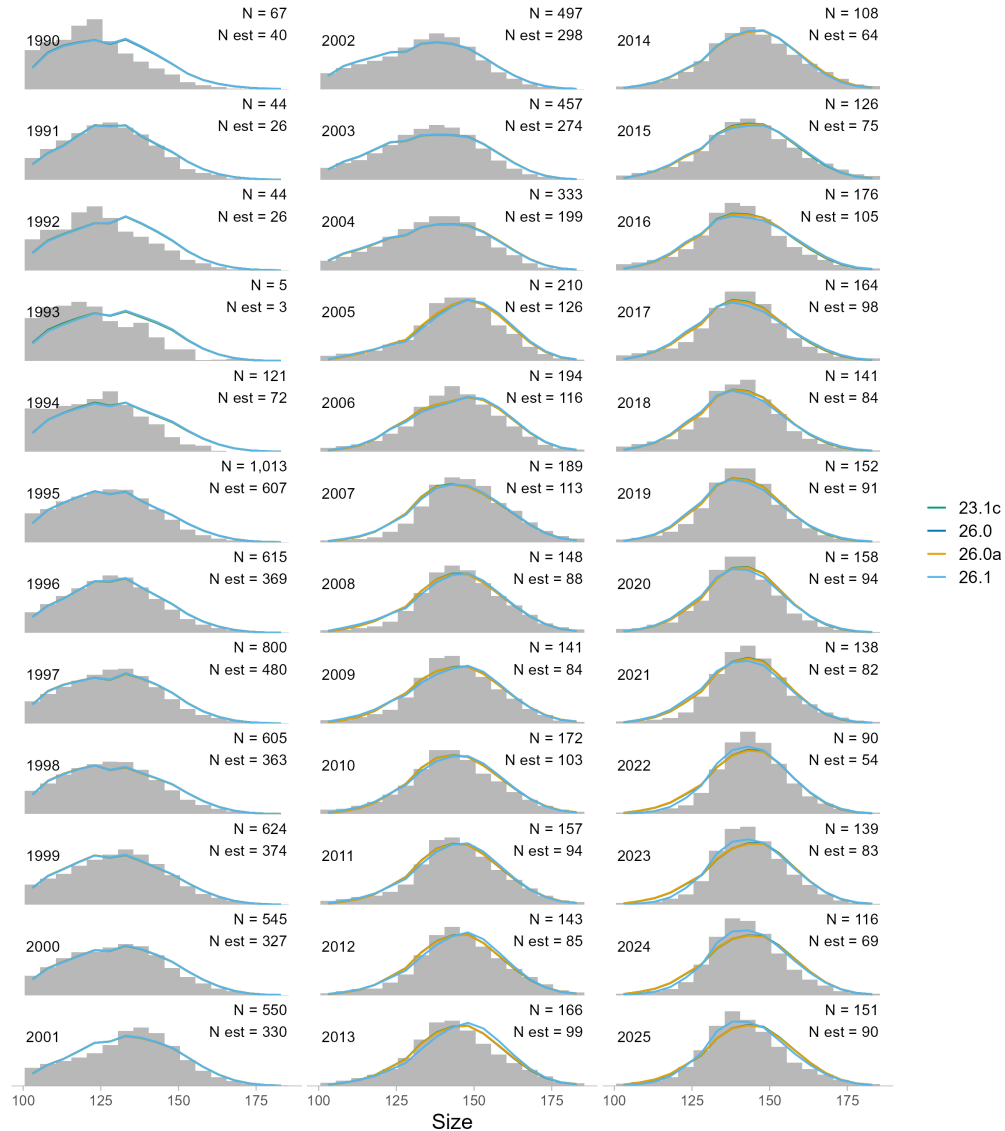 1990
N = 67
N est = 40
1991
N = 44
N est = 26
1992
N = 44
N est = 26
1993
N = 5
N est = 3
1994
N = 121
N est = 72
1995
N = 1,013
N est = 607
1996
N = 615
N est = 369
1997
N = 800
N est = 480
1998
N = 605
N est = 363
1999
N = 624
N est = 374
2000
N = 545
N est = 327
2001
N = 550
N est = 330
100 125 150 175
2002
N = 497
N est = 298
2003
N = 457
N est = 274
2004
N = 333
N est = 199
2005
N = 210
N est = 126
2006
N = 194
N est = 116
2007
N = 189
N est = 113
2008
N = 148
N est = 88
2009
N = 141
N est = 84
2010
N = 172
N est = 103
2011
N = 157
N est = 94
2012
N = 143
N est = 85
2013
N = 166
N est = 99
100 125 150 175
2014
N = 108
N est = 64
2015
N = 126
N est = 75
2016
N = 176
N est = 105
2017
N = 164
N est = 98
2018
N = 141
N est = 84
2019
N = 152
N est = 91
2020
N = 158
N est = 94
2021
N = 138
N est = 82
2022
N = 90
N est = 54
2023
N = 139
N est = 83
2024
N = 116
N est = 69
2025
N = 151
N est = 90
100 125 150 175
Size
23.1c
26.0
26.0a
26.1